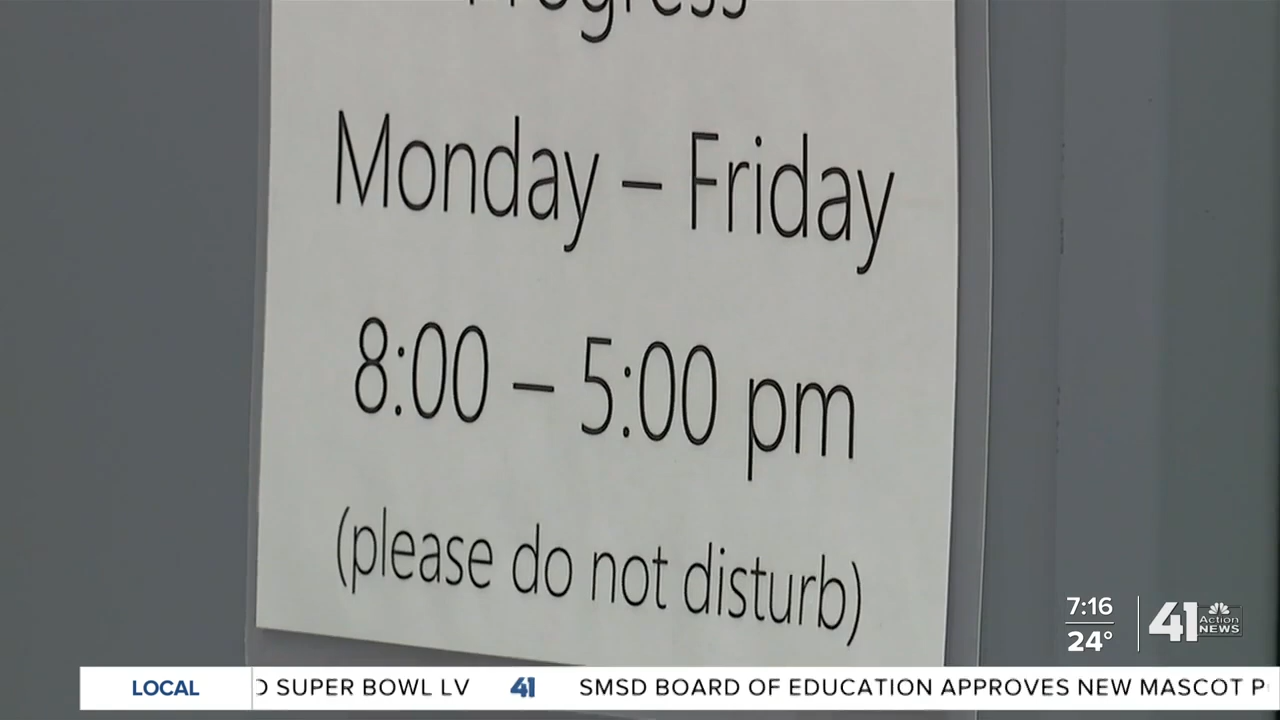 Progress
Monday – Friday
8:00 – 5:00 pm
(please do not disturb)
7:16
24°
41 Action NEWS
LOCAL SUPER BOWL LV 41 SMSD BOARD OF EDUCATION APPROVES NEW MASCOT